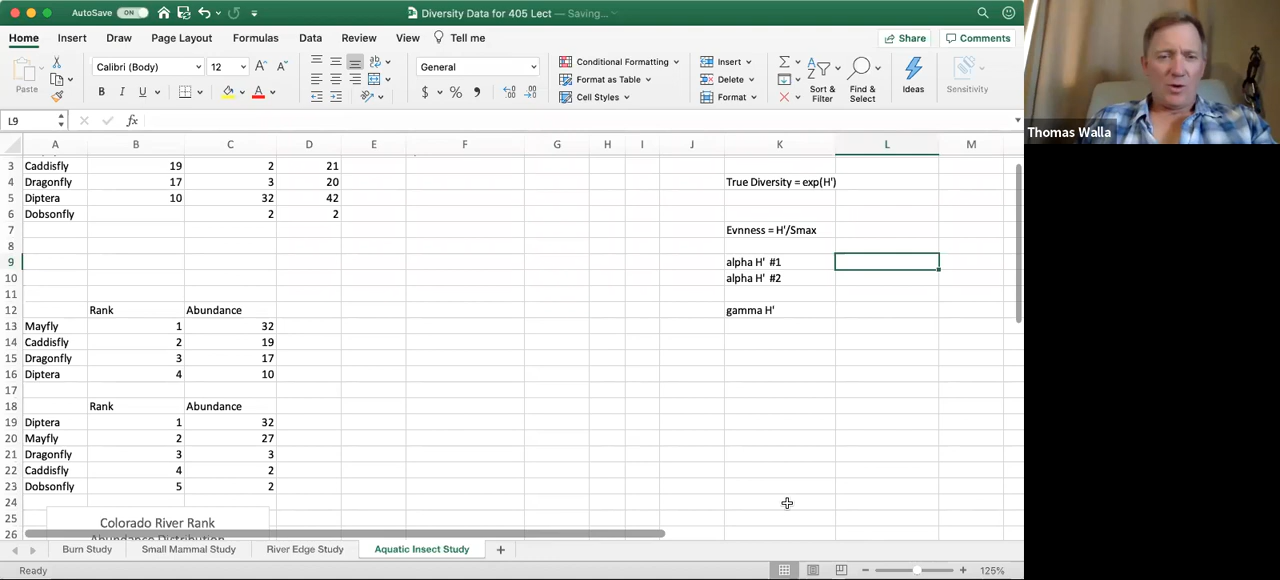 AutoSave ON Diversity Data for 405 Lect — Saving...
Home Insert Draw Page Layout Formulas Data Review View Tell me Share Comments
Paste Calibri (Body) 12 A A General Conditional Formatting Insert Sort & Filter Find & Select Ideas Sensitivity
B I U A $ % Format as Table Delete
Cell Styles Format
L9 fx
A B C D E F G H I J K L M
3 Caddisfly 19 2 21
4 Dragonfly 17 3 20 True Diversity = exp(H')
5 Diptera 10 32 42
6 Dobsonfly 2 2
7 Evnness = H'/Smax
8
9 alpha H' #1
10 alpha H' #2
11
12 Rank Abundance gamma H'
13 Mayfly 1 32
14 Caddisfly 2 19
15 Dragonfly 3 17
16 Diptera 4 10
17
18 Rank Abundance
19 Diptera 1 32
20 Mayfly 2 27
21 Dragonfly 3 3
22 Caddisfly 4 2
23 Dobsonfly 5 2
24
25 Colorado River Rank
26 Abundance Distribution
Burn Study Small Mammal Study River Edge Study Aquatic Insect Study +
Ready 125%
Thomas Walla